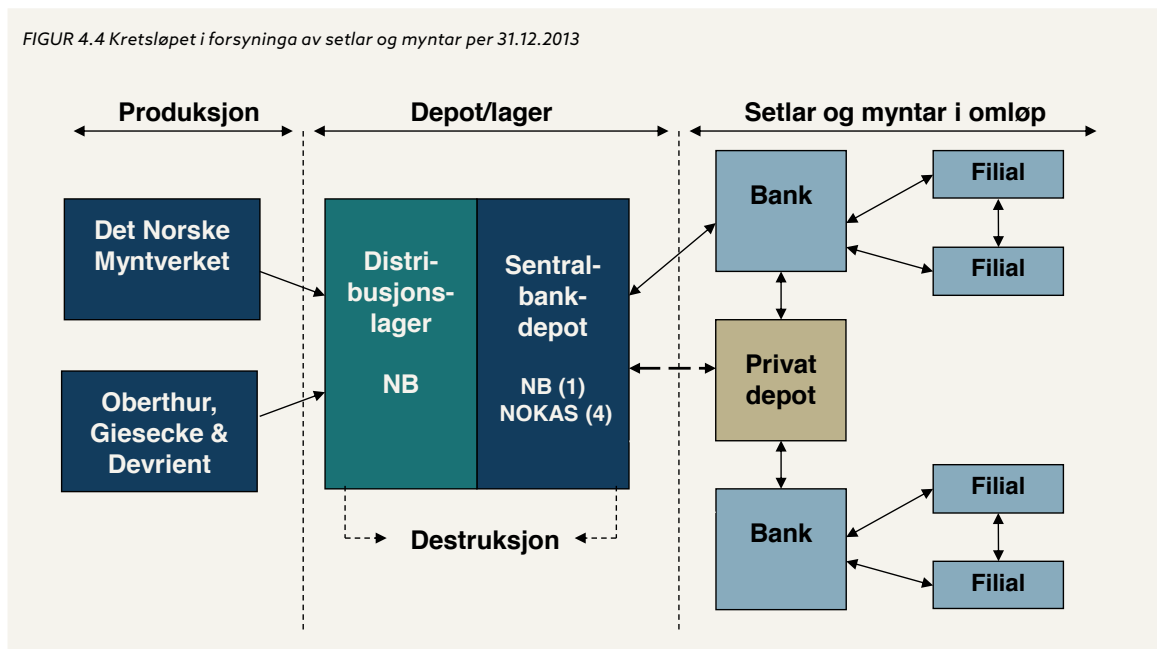 FIGUR 4.4 Kretsløpet i forsyninga av setlar og myntar per 31.12.2013
Produksjon
Depot/lager
Setlar og myntar i omløp
Det Norske
Myntverket
Oberthur,
Giesecke &
Devrient
Distri-
busjons-
lager
NB
Sentral-
bank-
depot
NB (1)
NOKAS (4)
Destruksjon
Bank
Filial
Filial
Privat
depot
Bank
Filial
Filial